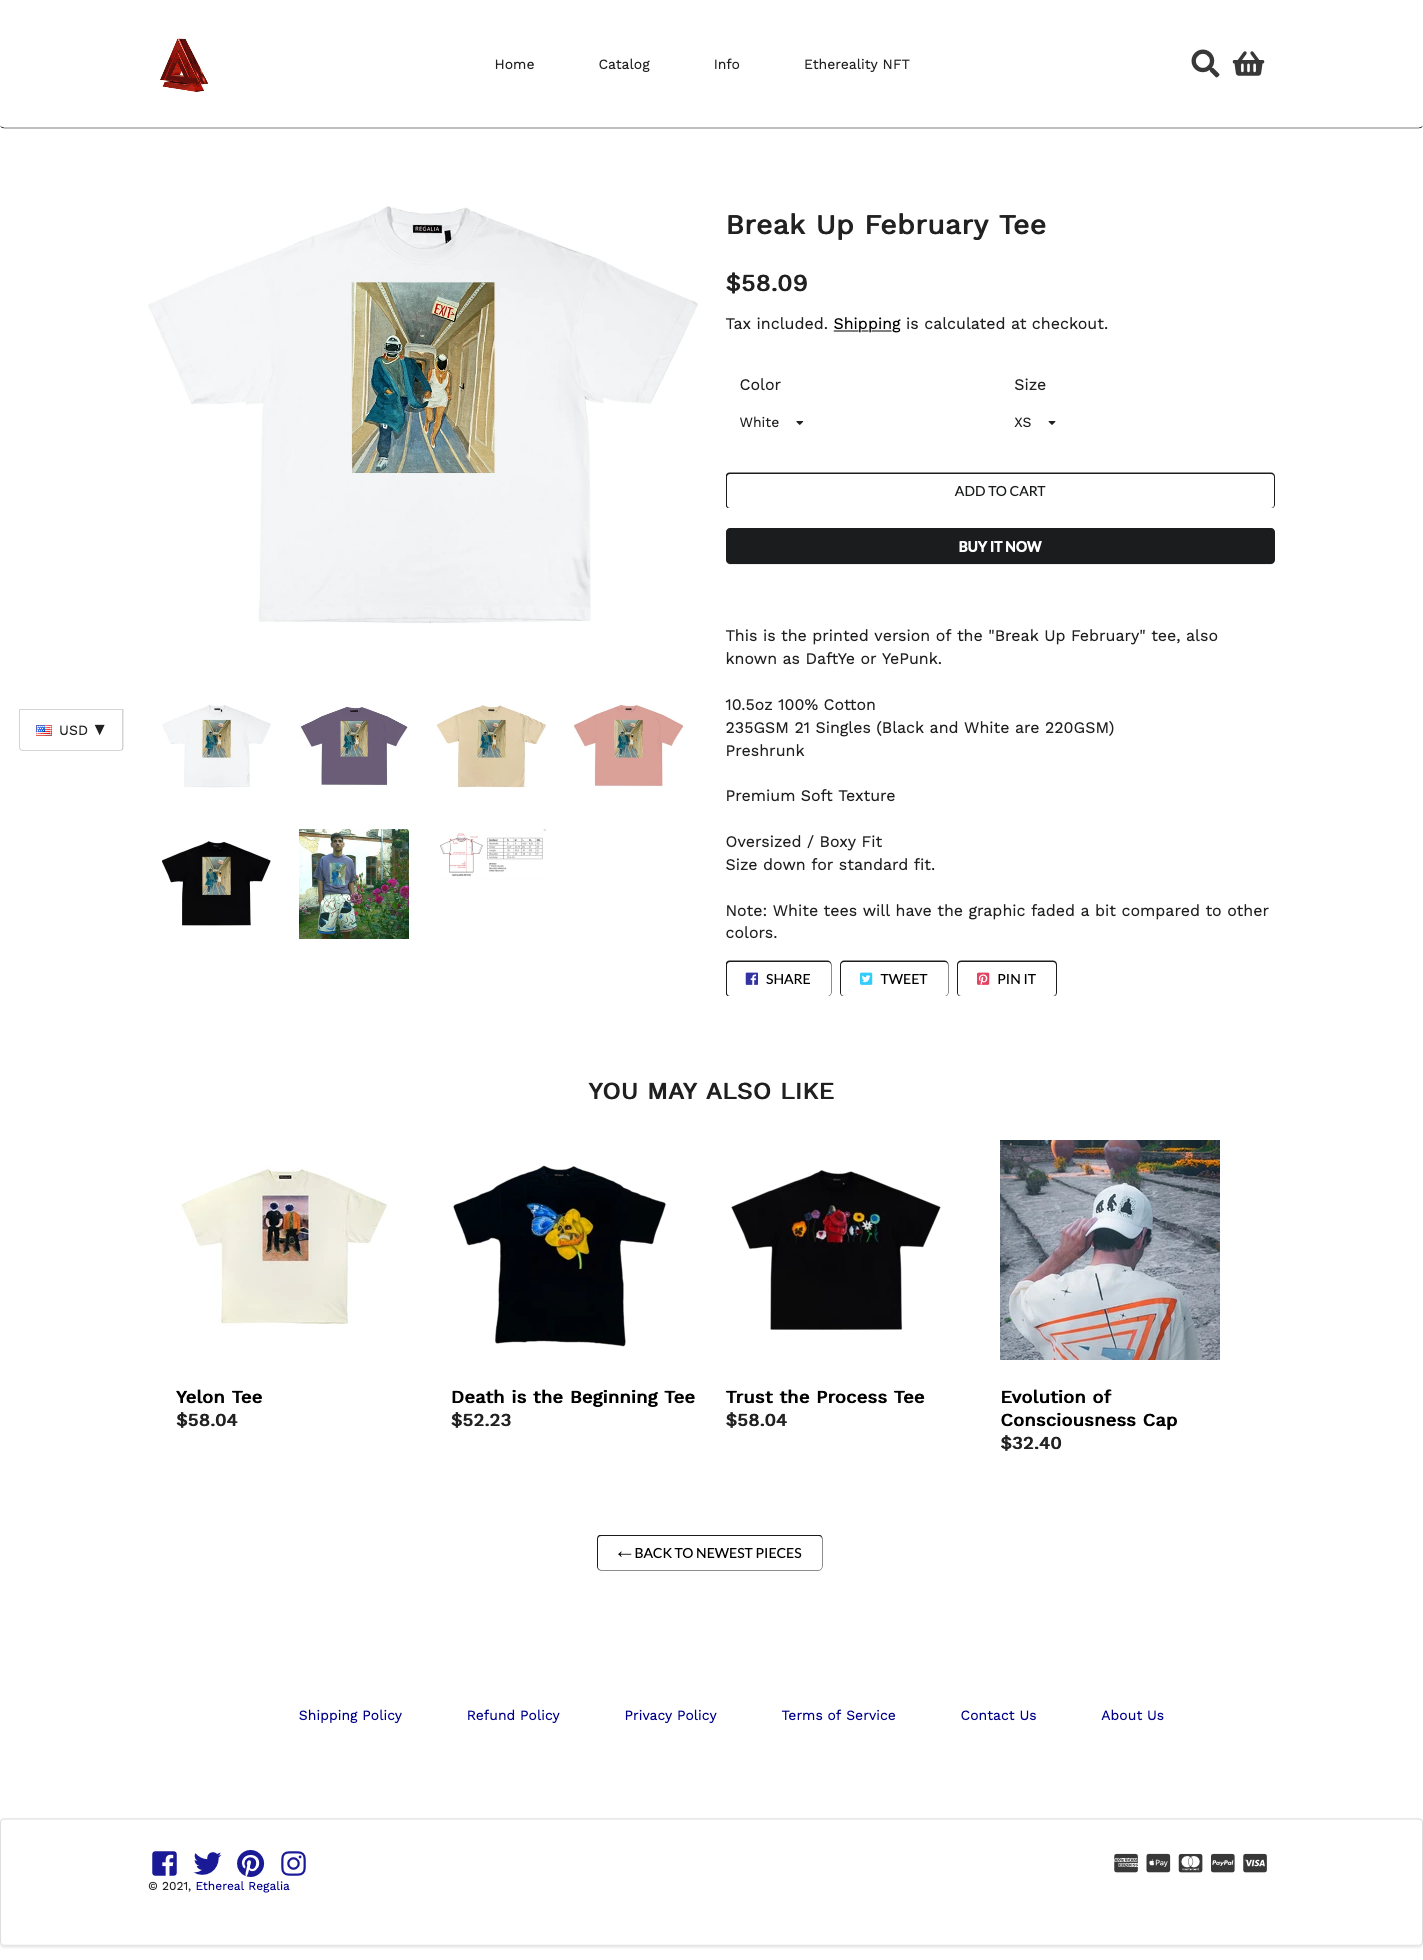 Home
Catalog
Info
Ethereality NFT
REGALIA
EXIT
Break Up February Tee
$58.09
Tax included. Shipping is calculated at checkout.
Color
Size
White
XS
ADD TO CART
BUY IT NOW
This is the printed version of the "Break Up February" tee, also
known as DaftYe or YePunk.
10.5oz 100% Cotton
235GSM 21 Singles (Black and White are 220GSM)
Preshrunk
Premium Soft Texture
Oversized / Boxy Fit
Size down for standard fit.
Note: White tees will have the graphic faded a bit compared to other
colors.
SHARE
TWEET
PIN IT
USD ▼
YOU MAY ALSO LIKE
Yelon Tee
$58.04
Death is the Beginning Tee
$52.23
Trust the Process Tee
$58.04
Evolution of
Consciousness Cap
$32.40
← BACK TO NEWEST PIECES
Shipping Policy
Refund Policy
Privacy Policy
Terms of Service
Contact Us
About Us
© 2021, Ethereal Regalia
Pay
PayPal
VISA